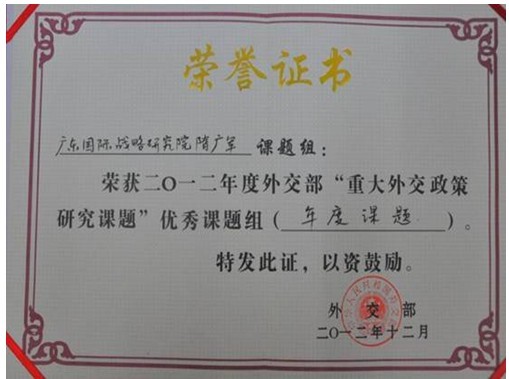 荣誉证书
广东国际战略研究院隋广军 课题组：
荣获二〇一二年度外交部“重大外交政策
研究课题”优秀课题组（年度课题）。
特发此证，以资鼓励。
外交部
二〇一二年十二月